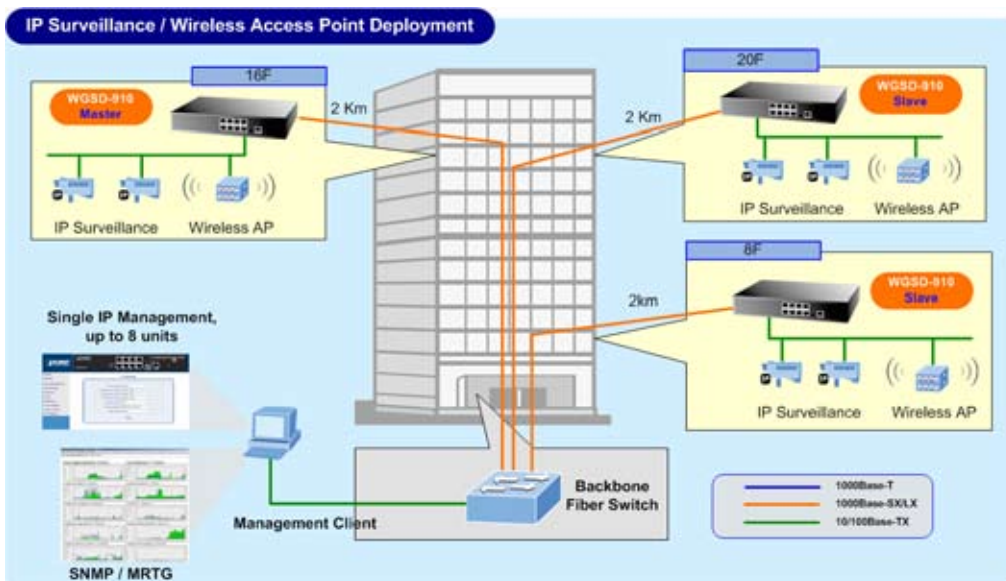 IP Surveillance / Wireless Access Point Deployment
16F
WGSD-910
Master
2 Km
IP Surveillance
Wireless AP
20F
WGSD-910
Slave
2 Km
IP Surveillance
Wireless AP
8F
WGSD-910
Slave
2km
IP Surveillance
Wireless AP
Single IP Management,
up to 8 units
Management Client
SNMP / MRTG
Backbone
Fiber Switch
1000Base-T
1000Base-SX/LX
10/100Base-TX